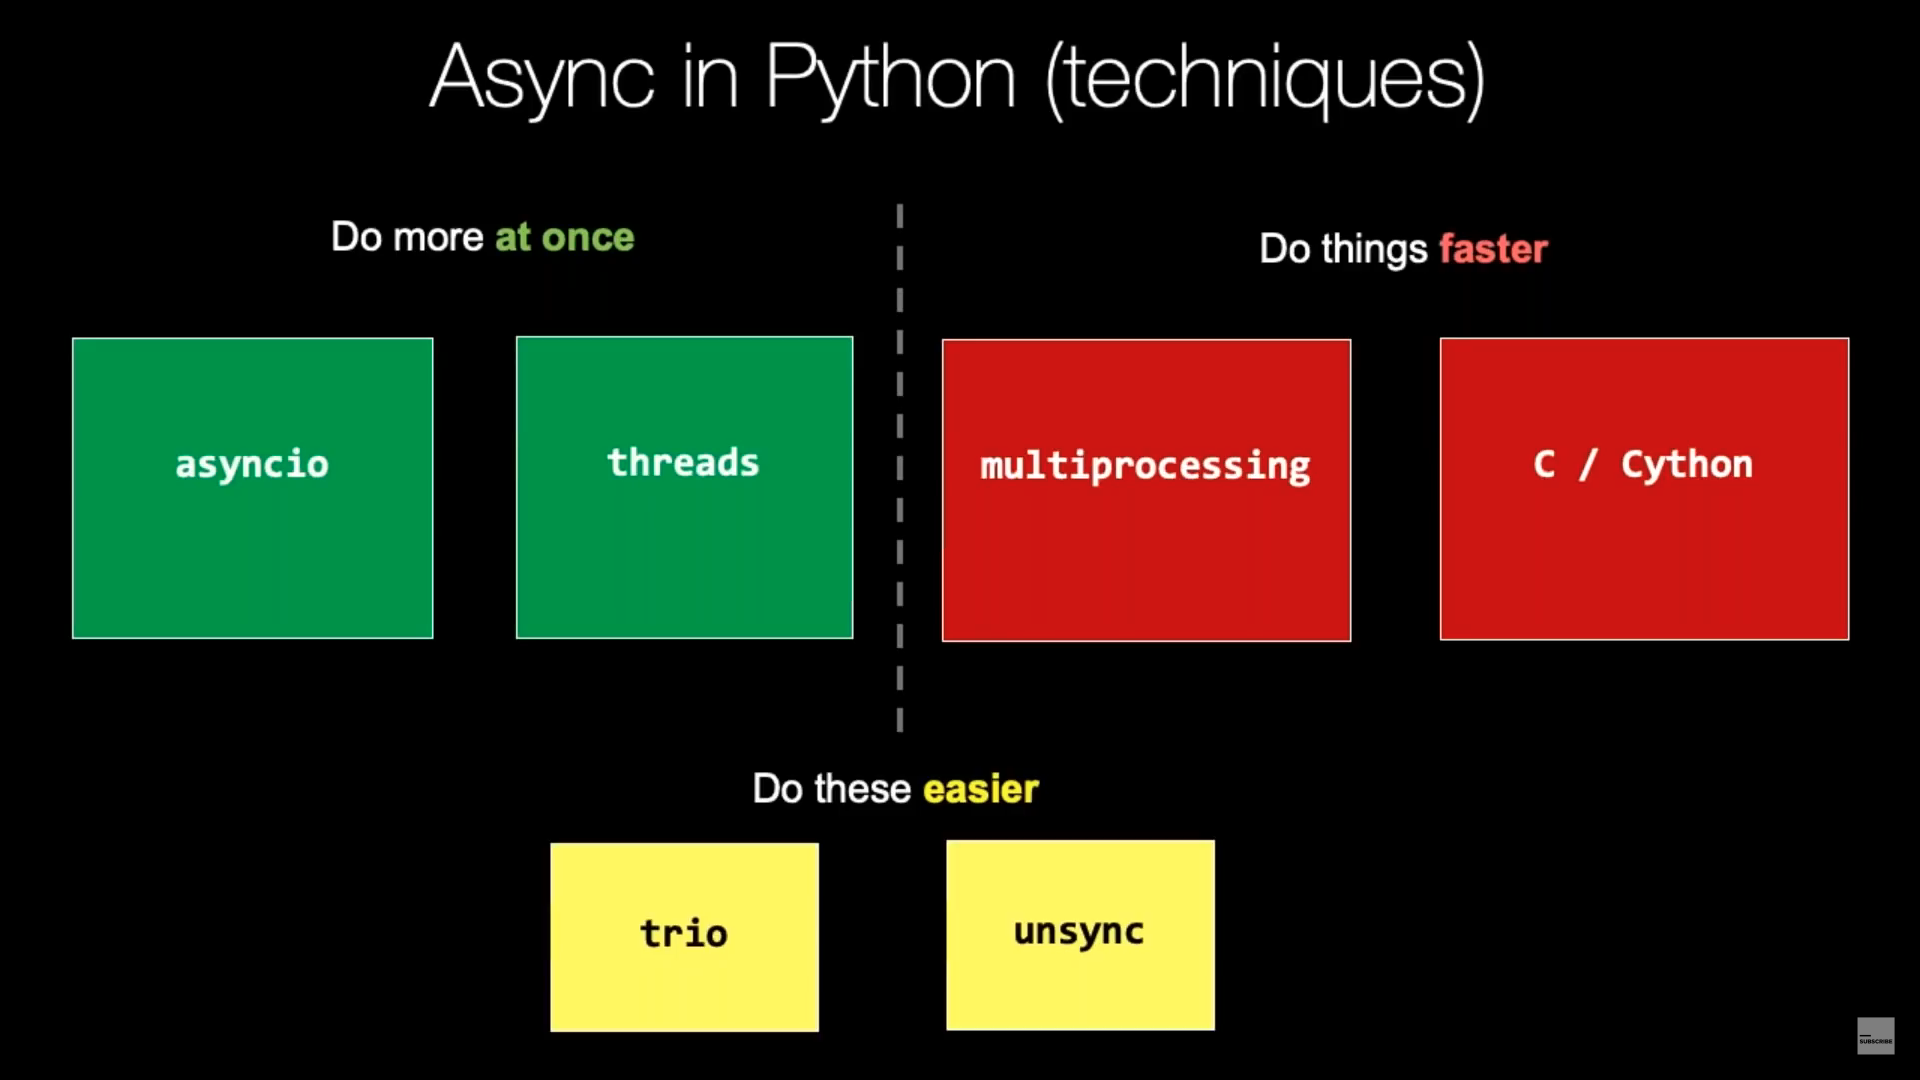 Async in Python (techniques)
Do more at once
Do things faster
asyncio
threads
multiprocessing
C / Cython
Do these easier
trio
unsync
SUBSCRIBE